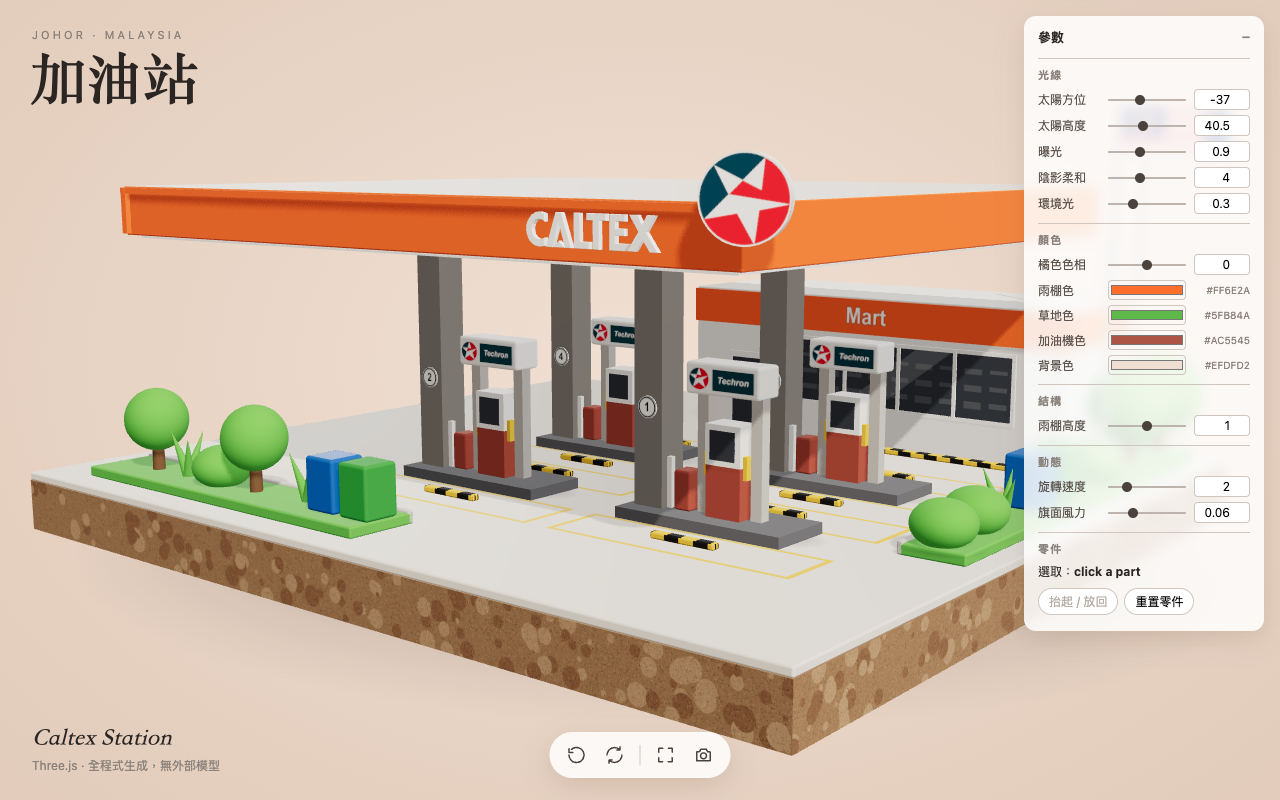 JOHOR · MALAYSIA
加油站
CALTEX
Mart
Techron
Techron
Techron
Techron
2
4
1
參數
−
光線
太陽方位 -37
太陽高度 40.5
曝光 0.9
陰影柔和 4
環境光 0.3
顏色
橘色色相 0
雨棚色 #FF6E2A
草地色 #5FB84A
加油機色 #AC5545
背景色 #EFDFD2
結構
雨棚高度 1
動態
旋轉速度 2
旗面風力 0.06
零件
選取：click a part
抬起 / 放回 重置零件
Caltex Station
Three.js · 全程式生成，無外部模型